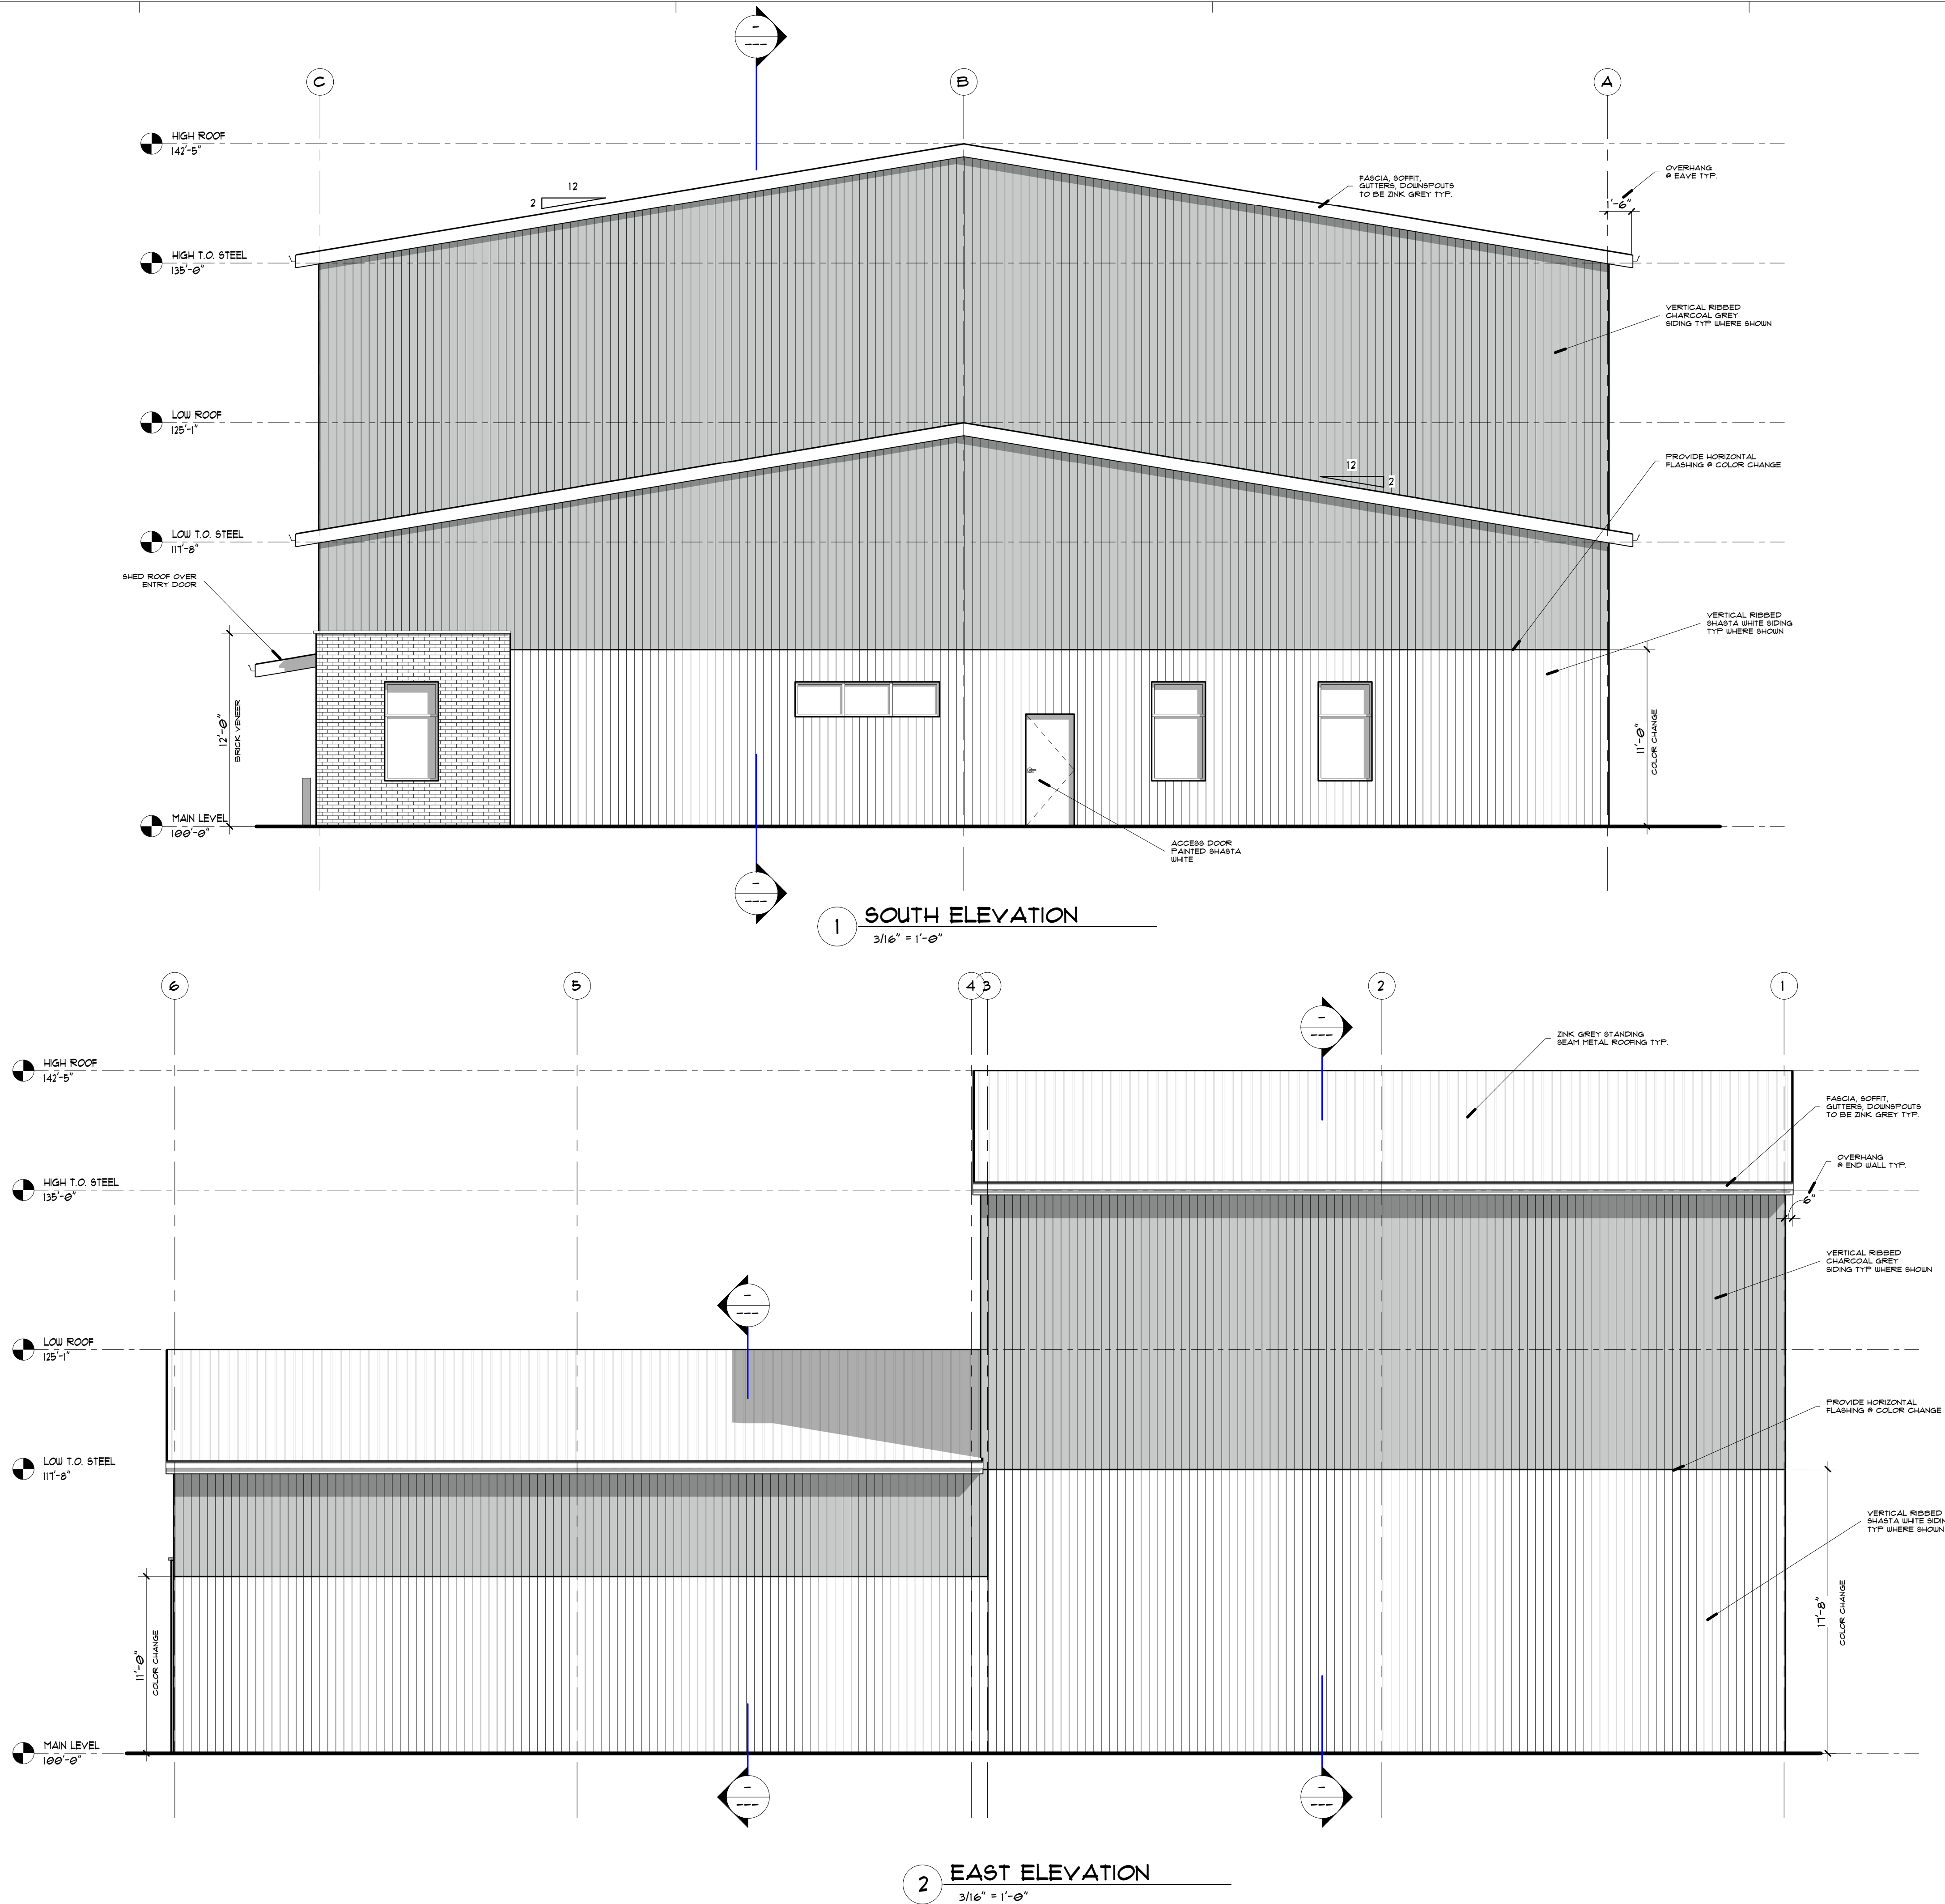 -
---
C
B
A
HIGH ROOF
142'-5"
12
2
FASCIA, SOFFIT,
GUTTERS, DOWNSPOUTS
TO BE ZINK GREY TYP.
OVERHANG
@ EAVE TYP.
1'-6"
HIGH T.O. STEEL
135'-0"
VERTICAL RIBBED
CHARCOAL GREY
SIDING TYP WHERE SHOWN
LOW ROOF
125'-1"
12
2
PROVIDE HORIZONTAL
FLASHING @ COLOR CHANGE
LOW T.O. STEEL
117'-8"
SHED ROOF OVER
ENTRY DOOR
VERTICAL RIBBED
SHASTA WHITE SIDING
TYP WHERE SHOWN
12'-0"
BRICK VENEER
11'-0"
COLOR CHANGE
MAIN LEVEL
100'-0"
ACCESS DOOR
PAINTED SHASTA
WHITE
-
---
1
SOUTH ELEVATION
3/16" = 1'-0"
6
5
4
3
2
1
-
---
ZINK GREY STANDING
SEAM METAL ROOFING TYP.
HIGH ROOF
142'-5"
FASCIA, SOFFIT,
GUTTERS, DOWNSPOUTS
TO BE ZINK GREY TYP.
OVERHANG
@ END WALL TYP.
6"
HIGH T.O. STEEL
135'-0"
VERTICAL RIBBED
CHARCOAL GREY
SIDING TYP WHERE SHOWN
-
---
LOW ROOF
125'-1"
PROVIDE HORIZONTAL
FLASHING @ COLOR CHANGE
LOW T.O. STEEL
117'-8"
VERTICAL RIBBED
SHASTA WHITE SIDIN
TYP WHERE SHOWN
11'-0"
COLOR CHANGE
17'-8"
COLOR CHANGE
MAIN LEVEL
100'-0"
-
---
-
---
2
EAST ELEVATION
3/16" = 1'-0"